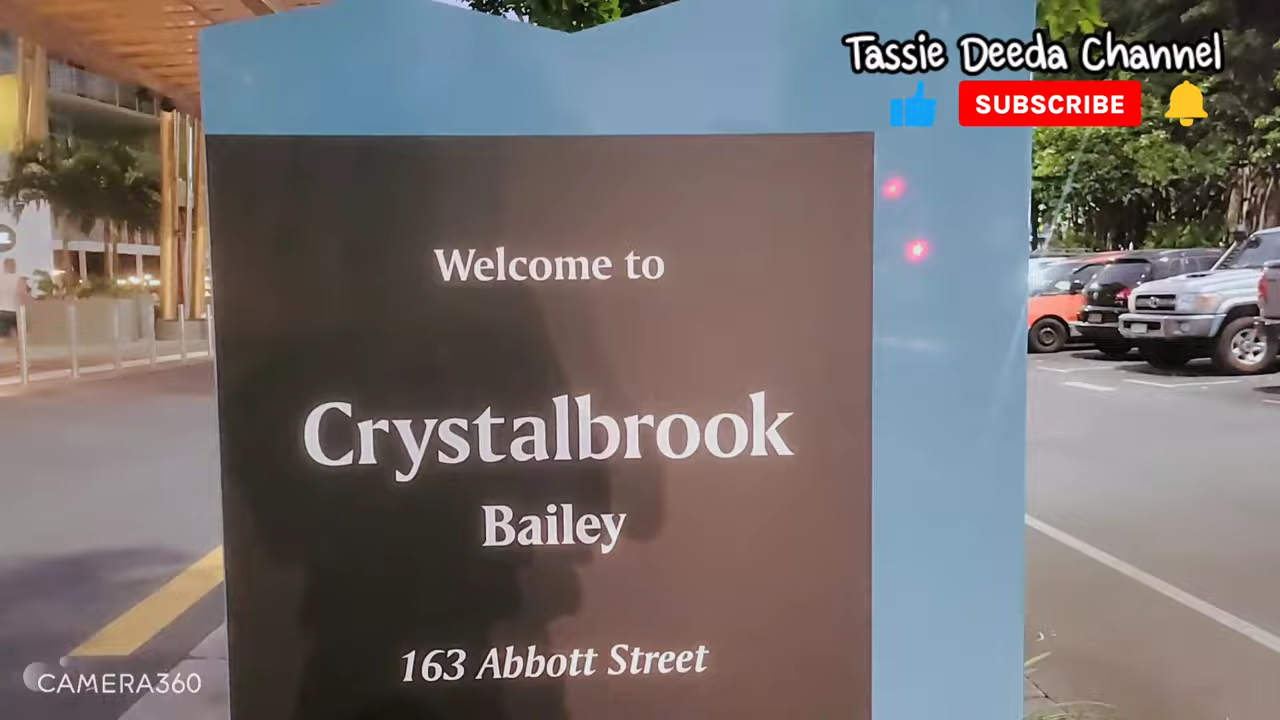 Tassie Deeda Channel
SUBSCRIBE
Welcome to
Crystalbrook
Bailey
163 Abbott Street
CAMERA360